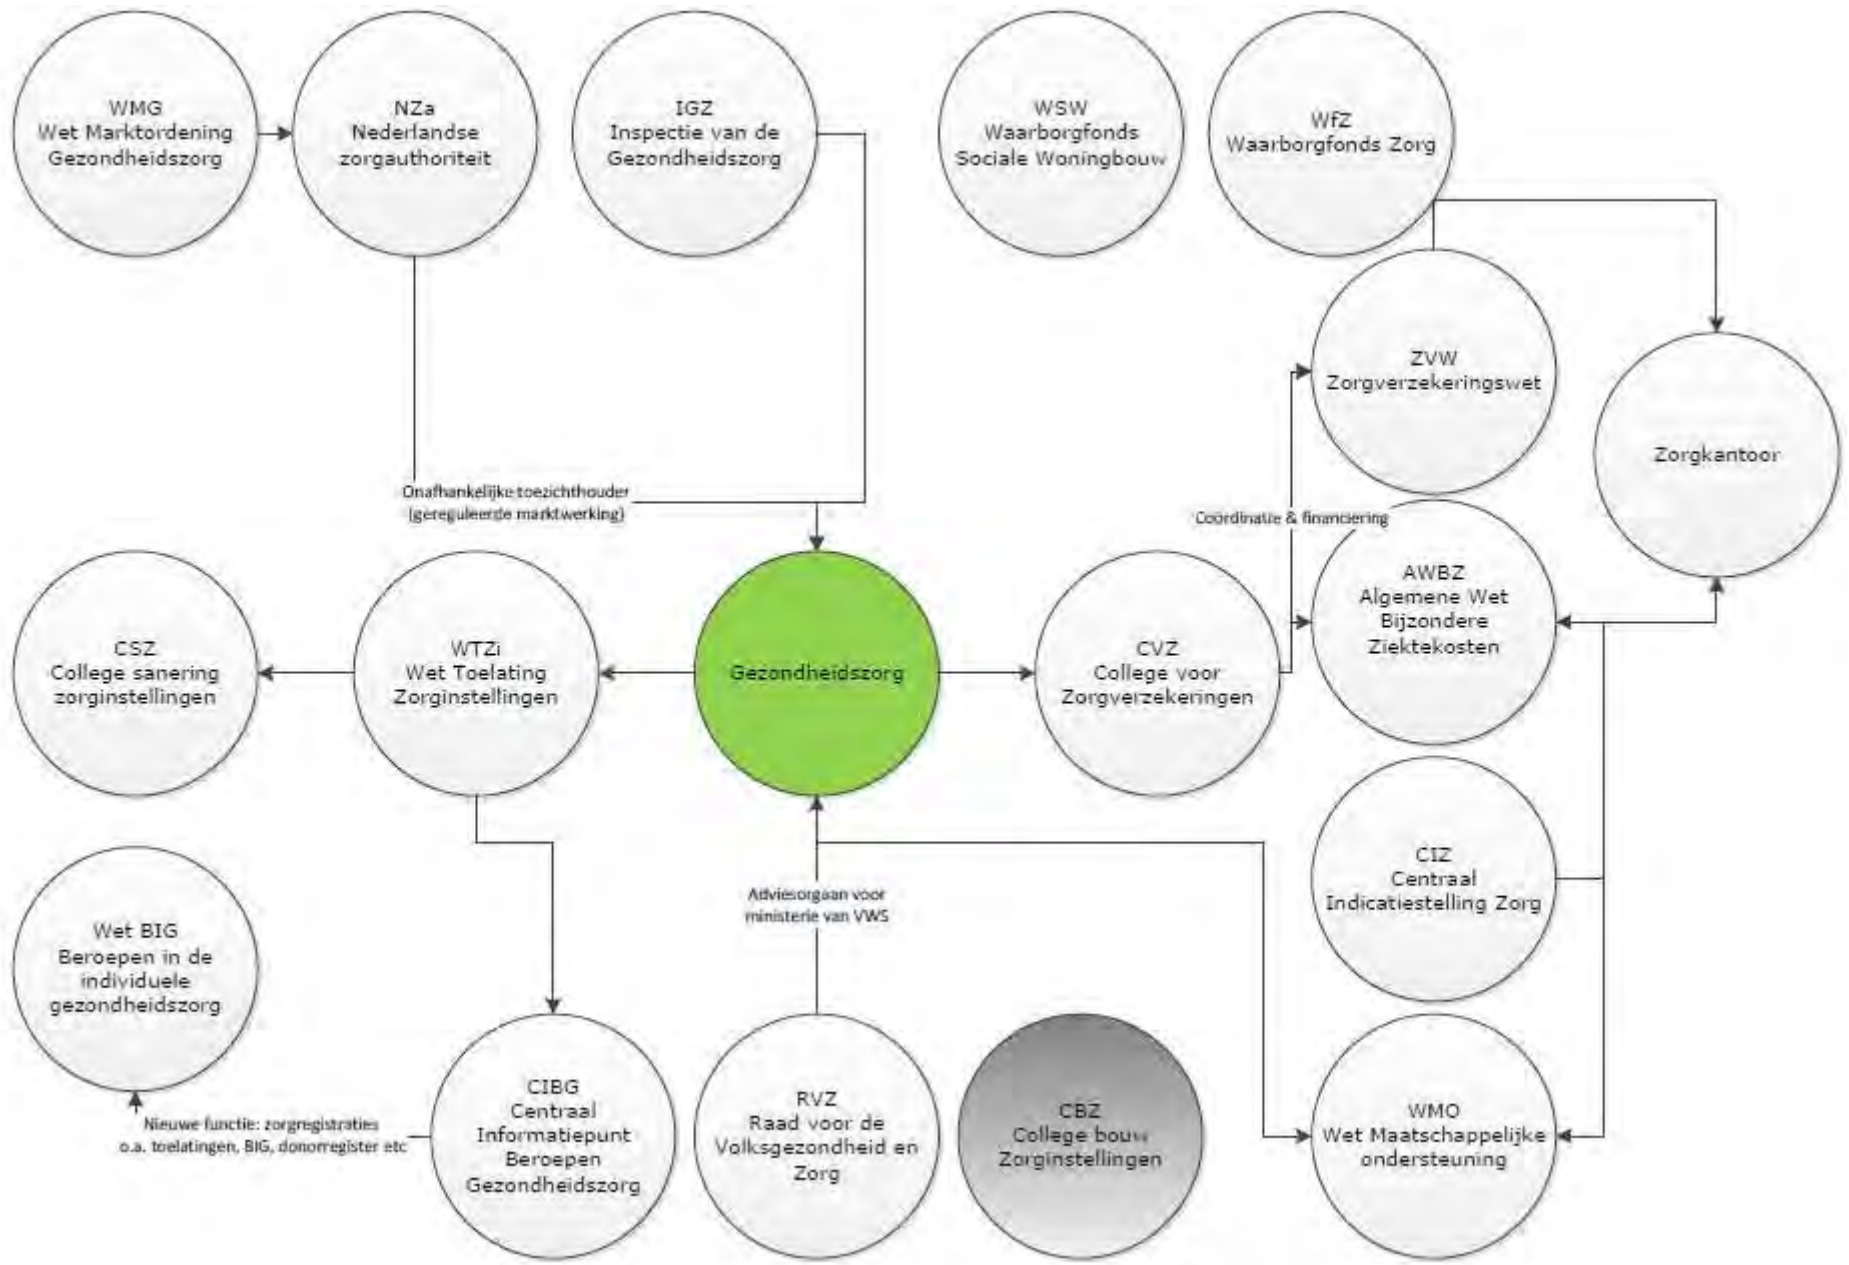 WMG
Wet Marktordening
Gezondheidszorg
NZa
Nederlandse
zorgauthoriteit
IGZ
Inspectie van de
Gezondheidszorg
WSW
Waarborgfonds
Sociale Woningbouw
WfZ
Waarborgfonds Zorg
ZVW
Zorgverzekeringswet
Zorgkantoor
Onafhankelijke toezichthouder
(gereguleerde marktwerking)
Coördinatie & financiering
AWBZ
Algemene Wet
Bijzondere
Ziektekosten
CSZ
College sanering
zorginstellingen
WTZi
Wet Toelating
Zorginstellingen
Gezondheidszorg
CVZ
College voor
Zorgverzekeringen
CIZ
Centraal
Indicatiestelling Zorg
Adviesorgaan voor
ministerie van VWS
Wet BIG
Beroepen in de
individuele
gezondheidszorg
Nieuwe functie: zorgregistraties
o.a. toelatingen, BIG, donorregister etc
CIBG
Centraal
Informatiepunt
Beroepen
Gezondheidszorg
RVZ
Raad voor de
Volksgezondheid en
Zorg
CBZ
College bouw
Zorginstellingen
WMO
Wet Maatschappelijke
ondersteuning